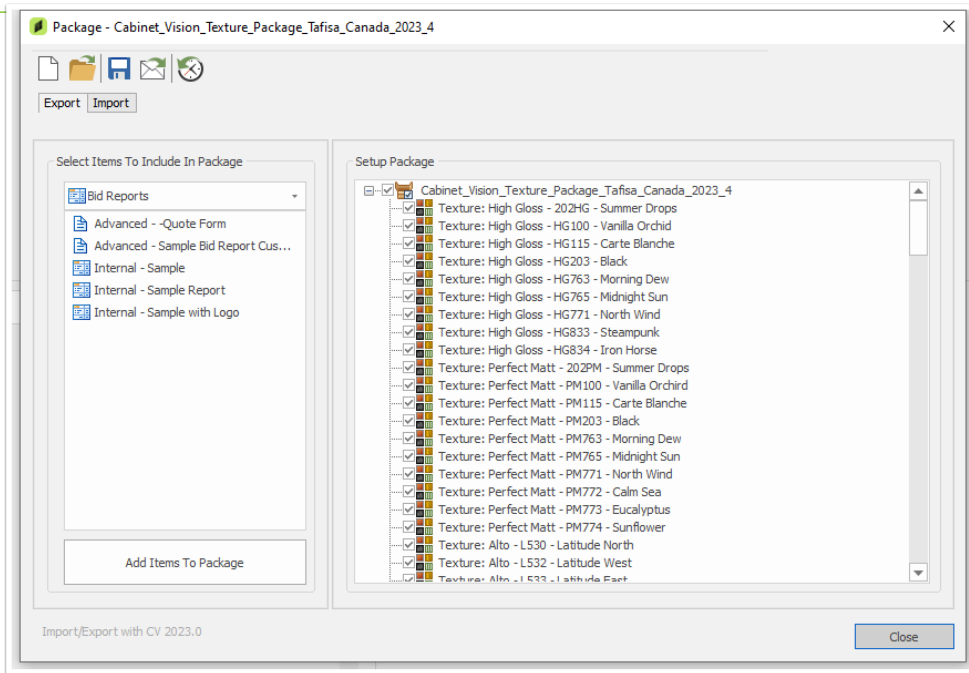 Package - Cabinet_Vision_Texture_Package_Tafisa_Canada_2023_4
Export Import
Select Items To Include In Package
Bid Reports
Advanced - -Quote Form
Advanced - Sample Bid Report Cus...
Internal - Sample
Internal - Sample Report
Internal - Sample with Logo
Add Items To Package
Setup Package
Cabinet_Vision_Texture_Package_Tafisa_Canada_2023_4
Texture: High Gloss - 202HG - Summer Drops
Texture: High Gloss - HG100 - Vanilla Orchid
Texture: High Gloss - HG115 - Carte Blanche
Texture: High Gloss - HG203 - Black
Texture: High Gloss - HG763 - Morning Dew
Texture: High Gloss - HG765 - Midnight Sun
Texture: High Gloss - HG771 - North Wind
Texture: High Gloss - HG833 - Steampunk
Texture: High Gloss - HG834 - Iron Horse
Texture: Perfect Matt - 202PM - Summer Drops
Texture: Perfect Matt - PM100 - Vanilla Orchird
Texture: Perfect Matt - PM115 - Carte Blanche
Texture: Perfect Matt - PM203 - Black
Texture: Perfect Matt - PM763 - Morning Dew
Texture: Perfect Matt - PM765 - Midnight Sun
Texture: Perfect Matt - PM771 - North Wind
Texture: Perfect Matt - PM772 - Calm Sea
Texture: Perfect Matt - PM773 - Eucalyptus
Texture: Perfect Matt - PM774 - Sunflower
Texture: Alto - L530 - Latitude North
Texture: Alto - L532 - Latitude West
Texture: Alto - L533 - Latitude East
Import/Export with CV 2023.0
Close